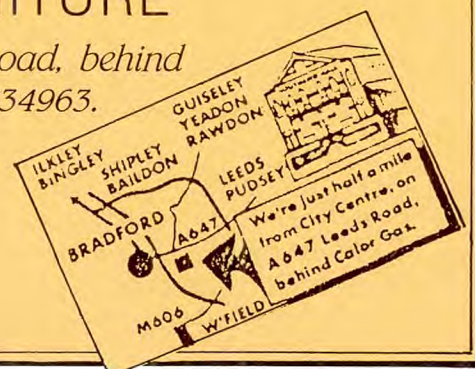 ITURE
oad, behind
34963.
ILKLEY
BINGLEY
SHIPLEY
BAILDON
GUISELEY
YEADON
RAWDON
LEEDS
PUDSEY
BRADFORD
A647
M606
W'FIELD
We're just half a mile
from City Centre, on
A647 Leeds Road,
behind Calor Gas.